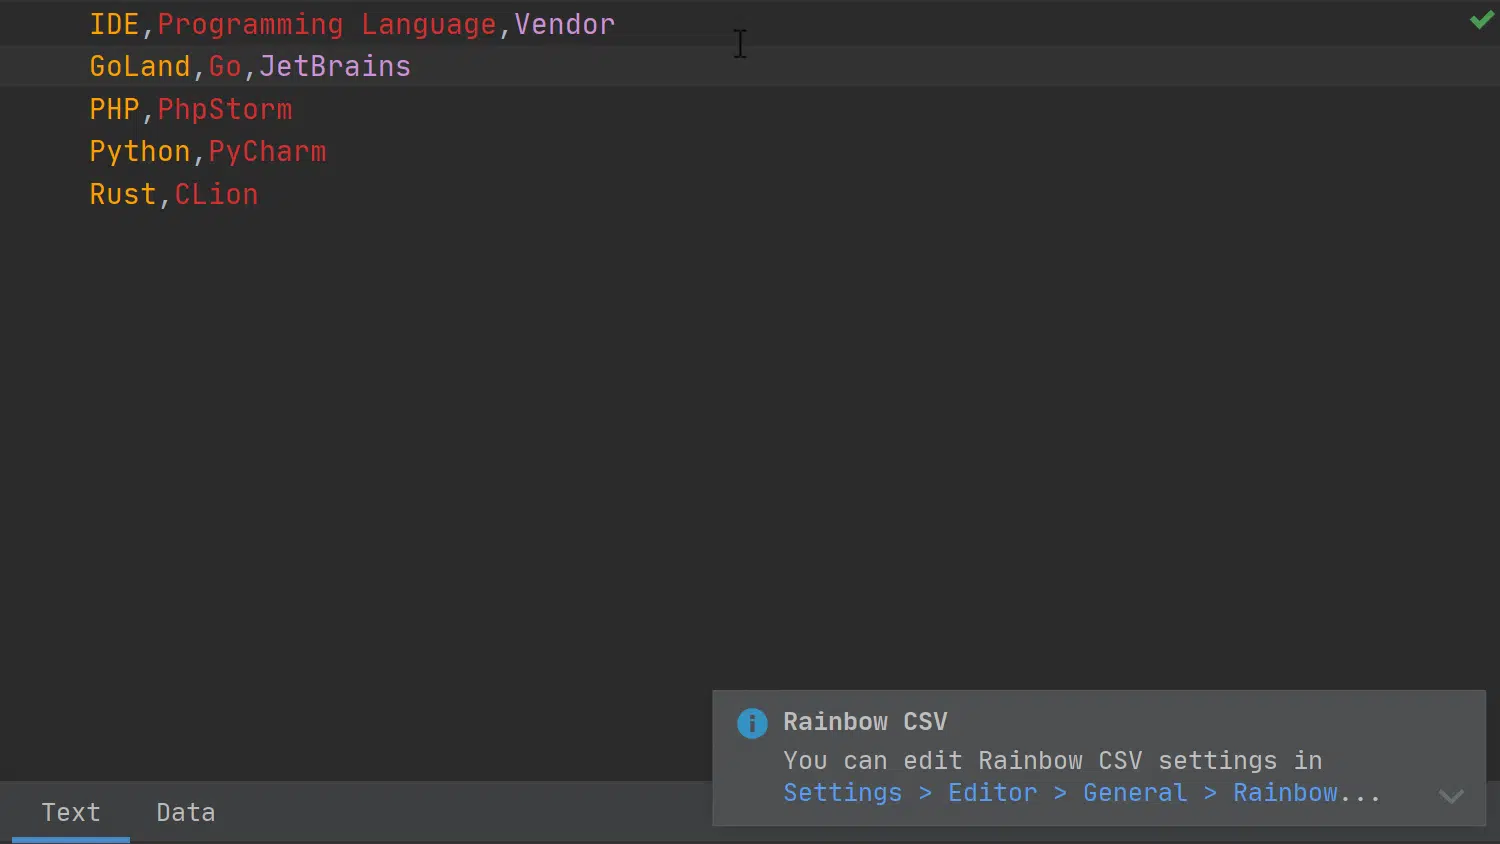 IDE,Programming Language,Vendor
GoLand,Go,JetBrains
PHP,PhpStorm
Python,PyCharm
Rust,CLion
Rainbow CSV
You can edit Rainbow CSV settings in
Settings > Editor > General > Rainbow...
Text Data